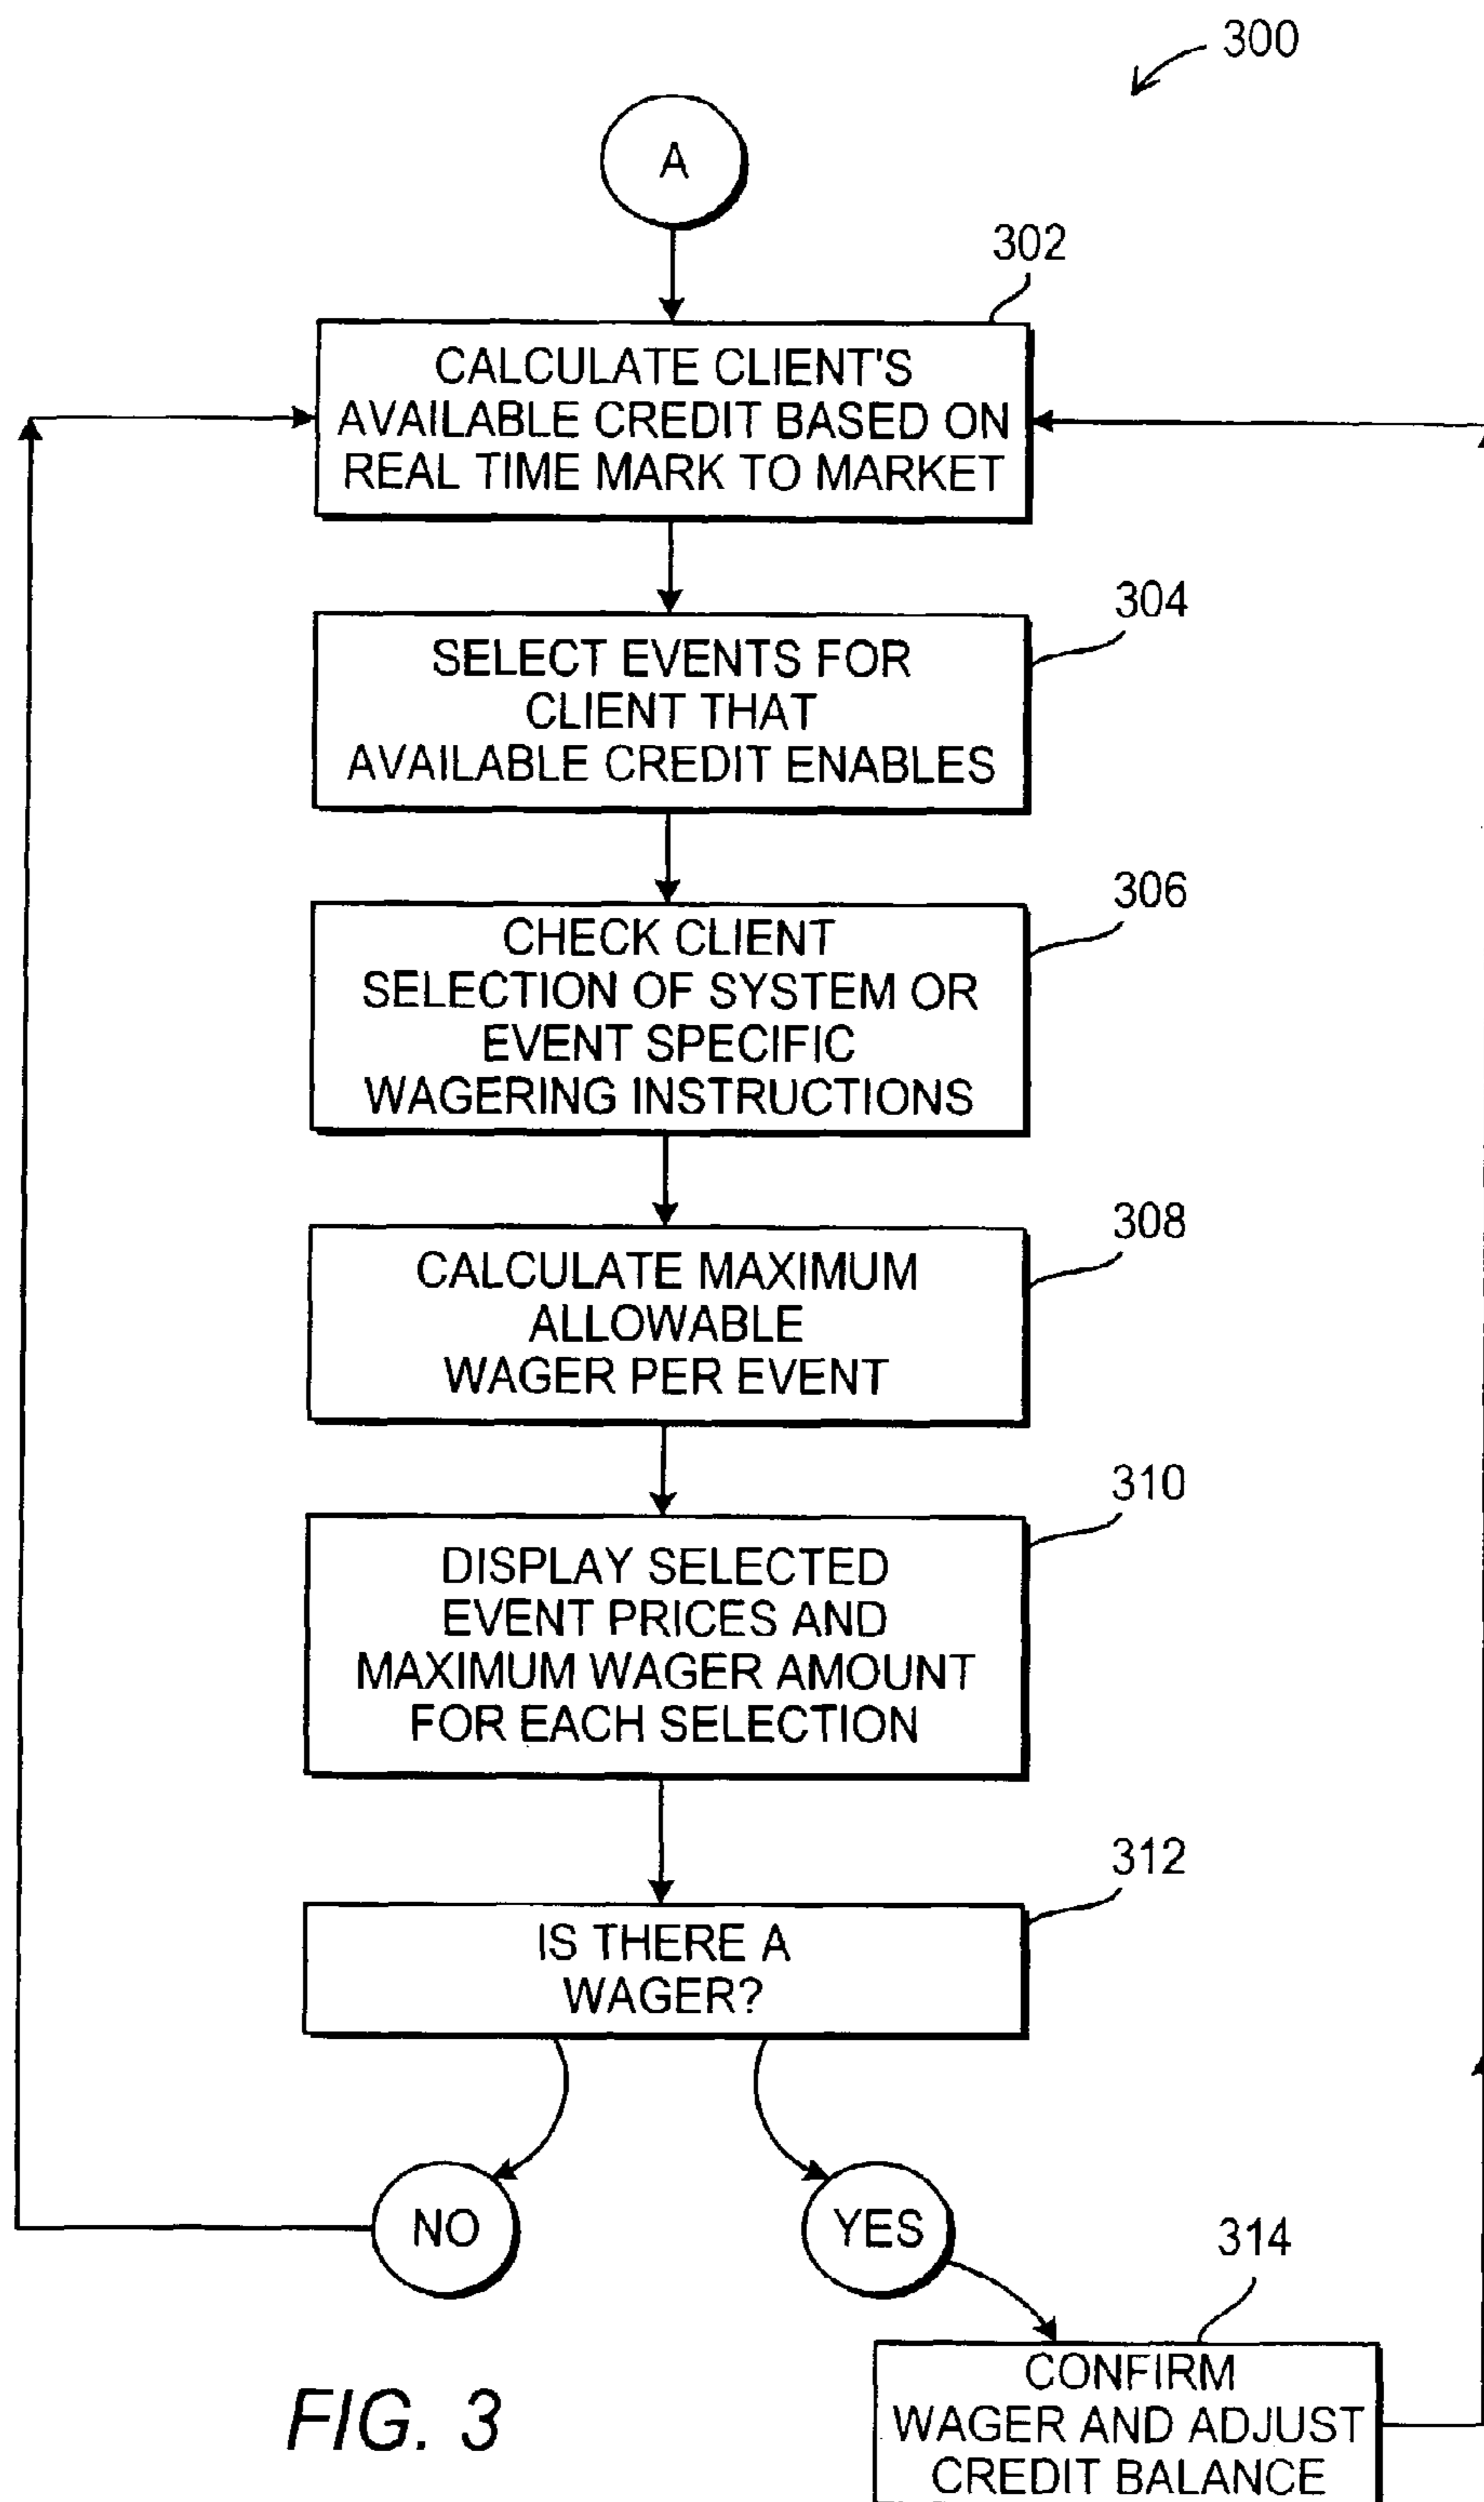 300
A
302
CALCULATE CLIENT'S
AVAILABLE CREDIT BASED ON
REAL TIME MARK TO MARKET
304
SELECT EVENTS FOR
CLIENT THAT
AVAILABLE CREDIT ENABLES
306
CHECK CLIENT
SELECTION OF SYSTEM OR
EVENT SPECIFIC
WAGERING INSTRUCTIONS
308
CALCULATE MAXIMUM
ALLOWABLE
WAGER PER EVENT
310
DISPLAY SELECTED
EVENT PRICES AND
MAXIMUM WAGER AMOUNT
FOR EACH SELECTION
312
IS THERE A
WAGER?
NO
YES
314
CONFIRM
WAGER AND ADJUST
CREDIT BALANCE
FIG. 3